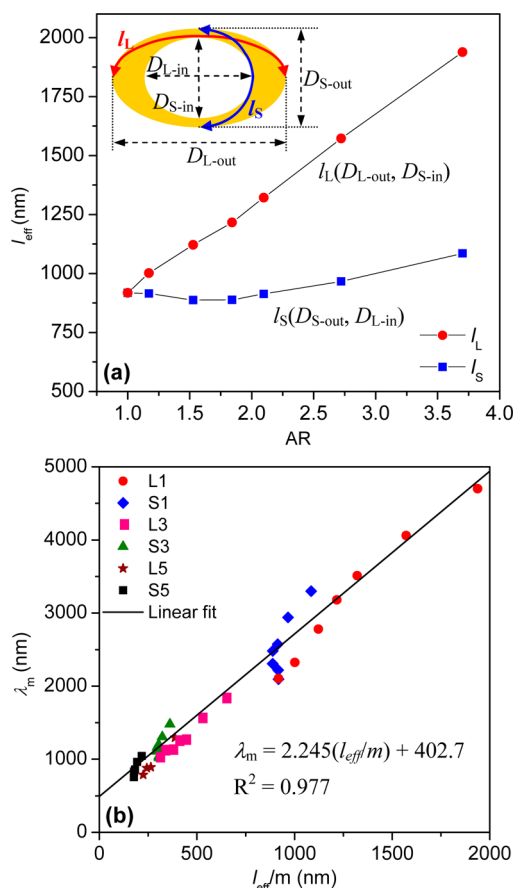 2000
1750
1500
1250
1000
750
500
l_eff (nm)
l_L
D_L-in
D_S-in
l_S
D_S-out
D_L-out
l_L(D_L-out, D_S-in)
l_S(D_S-out, D_L-in)
l_L
l_S
(a)
1.0 1.5 2.0 2.5 3.0 3.5 4.0
AR
5000
4000
3000
2000
1000
0
λ_m (nm)
L1
S1
L3
S3
L5
S5
Linear fit
λ_m = 2.245(l_eff/m) + 402.7
R² = 0.977
(b)
0 500 1000 1500 2000
l_eff/m (nm)